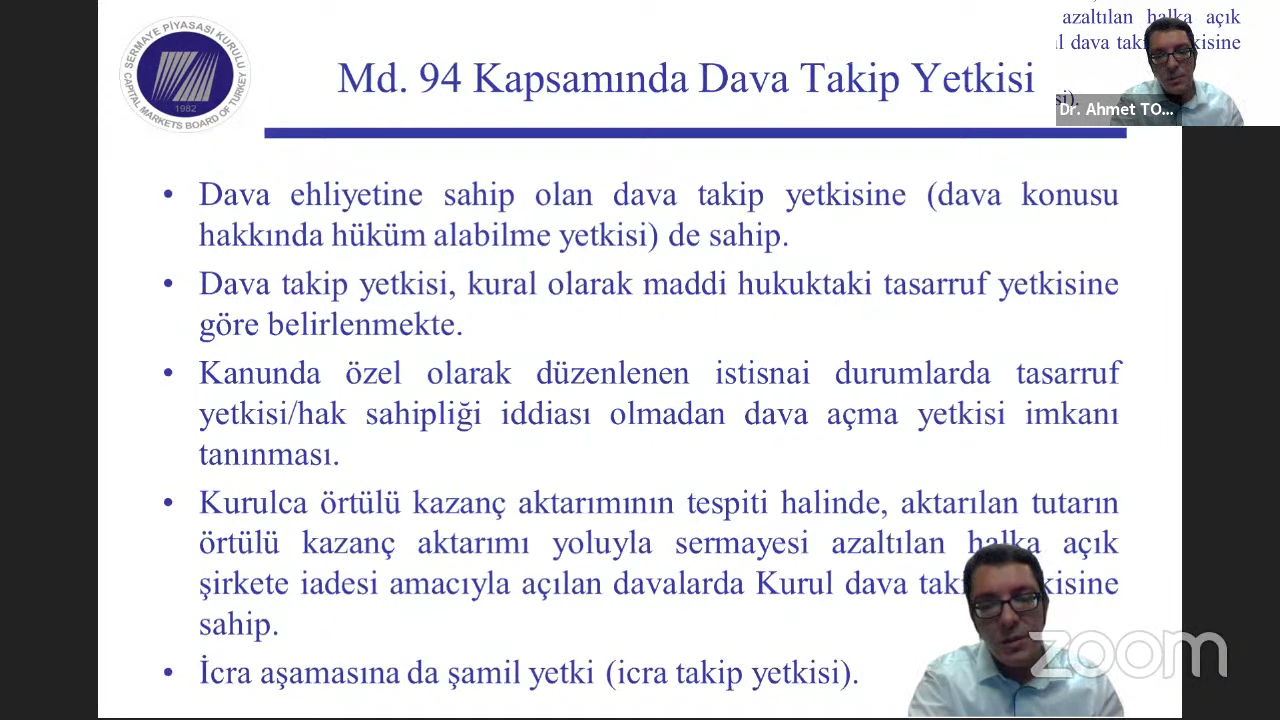 SERMAYE PİYASASI KURULU
CAPITAL MARKETS BOARD OF TURKEY
1982
Md. 94 Kapsamında Dava Takip Yetkisi
azaltılan halka açık
dava
Dr. Ahmet TO...
• Dava ehliyetine sahip olan dava takip yetkisine (dava konusu
hakkında hüküm alabilme yetkisi) de sahip.
• Dava takip yetkisi, kural olarak maddi hukuktaki tasarruf yetkisine
göre belirlenmekte.
• Kanunda özel olarak düzenlenen istisnai durumlarda tasarruf
yetkisi/hak sahipliği iddiası olmadan dava açma yetkisi imkanı
tanınması.
• Kurulca örtülü kazanç aktarımının tespiti halinde, aktarılan tutarın
örtülü kazanç aktarımı yoluyla sermayesi azaltılan halka açık
şirkete iadesi amacıyla açılan davalarda Kurul dava
sahip.
• İcra aşamasına da şamil yetki (icra takip yetkisi).
zoom